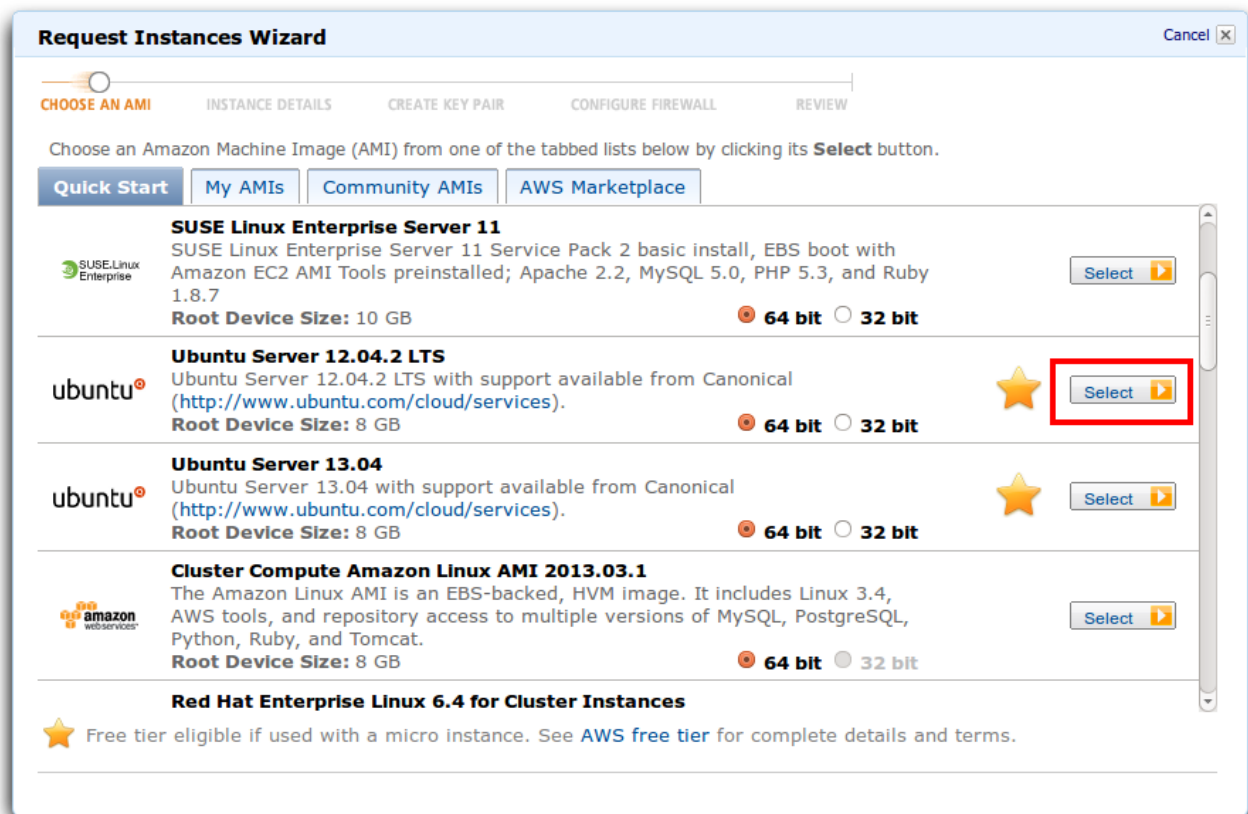 Request Instances Wizard
Cancel
CHOOSE AN AMI INSTANCE DETAILS CREATE KEY PAIR CONFIGURE FIREWALL REVIEW
Choose an Amazon Machine Image (AMI) from one of the tabbed lists below by clicking its Select button.
Quick Start My AMIs Community AMIs AWS Marketplace
SUSE Linux Enterprise Server 11
SUSE Linux Enterprise Server 11 Service Pack 2 basic install, EBS boot with
SUSE.Linux
Enterprise
Amazon EC2 AMI Tools preinstalled; Apache 2.2, MySQL 5.0, PHP 5.3, and Ruby
Select
1.8.7
Root Device Size: 10 GB 64 bit 32 bit
Ubuntu Server 12.04.2 LTS
ubuntu
Ubuntu Server 12.04.2 LTS with support available from Canonical
Select
(http://www.ubuntu.com/cloud/services).
Root Device Size: 8 GB 64 bit 32 bit
Ubuntu Server 13.04
ubuntu
Ubuntu Server 13.04 with support available from Canonical
Select
(http://www.ubuntu.com/cloud/services).
Root Device Size: 8 GB 64 bit 32 bit
Cluster Compute Amazon Linux AMI 2013.03.1
The Amazon Linux AMI is an EBS-backed, HVM image. It includes Linux 3.4,
amazon
webservices
AWS tools, and repository access to multiple versions of MySQL, PostgreSQL,
Select
Python, Ruby, and Tomcat.
Root Device Size: 8 GB 64 bit 32 bit
Red Hat Enterprise Linux 6.4 for Cluster Instances
Free tier eligible if used with a micro instance. See AWS free tier for complete details and terms.